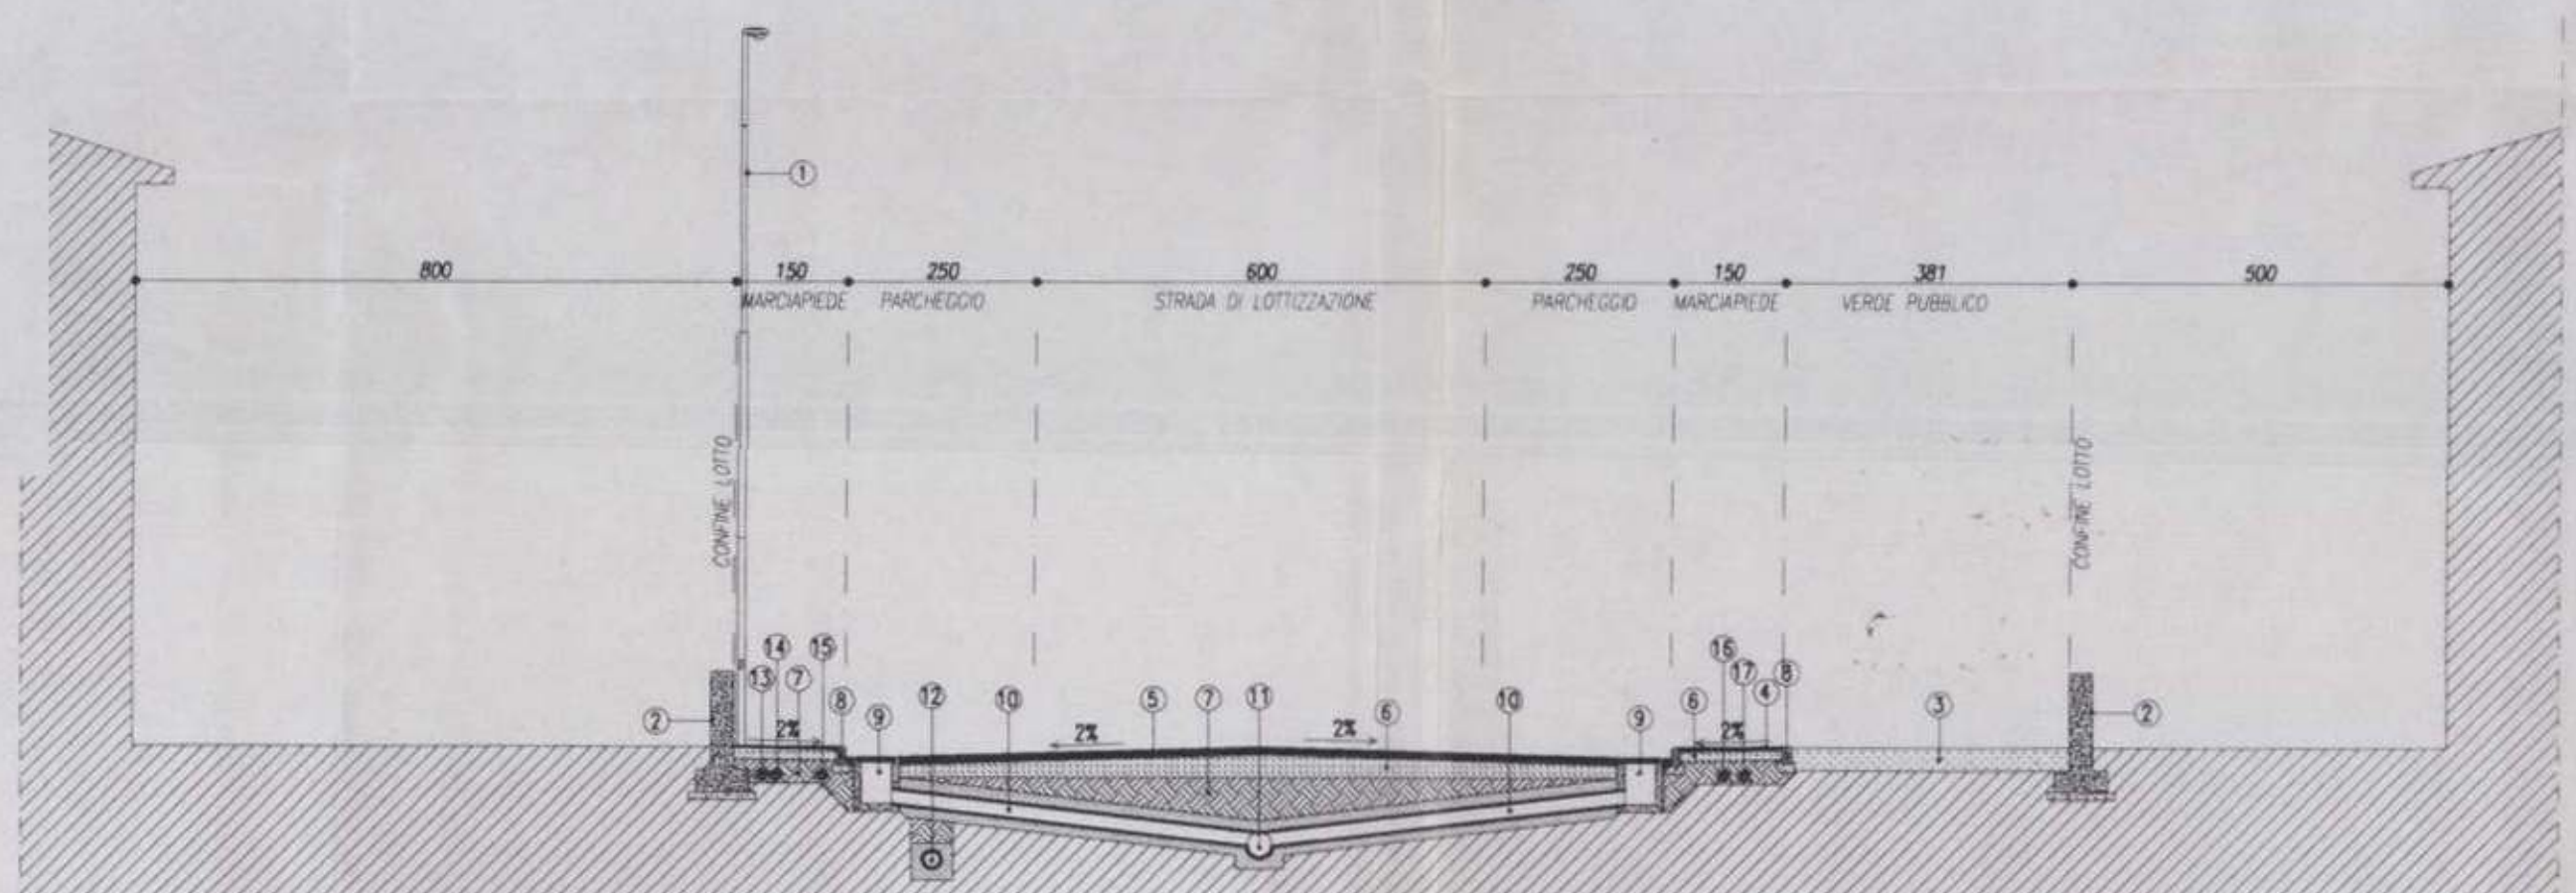 1
800 150 250 600 250 150 381 500
MARCIAPIEDE PARCHEGGIO STRADA DI LOTTIZZAZIONE PARCHEGGIO MARCIAPIEDE VERDE PUBBLICO
CONFINE LOTTO
CONFINE LOTTO
14 15 16
13 7 17 8
2 2% 8 9 12 10 2% 5 7 11 2% 6 10 9 6 2% 4 3 2